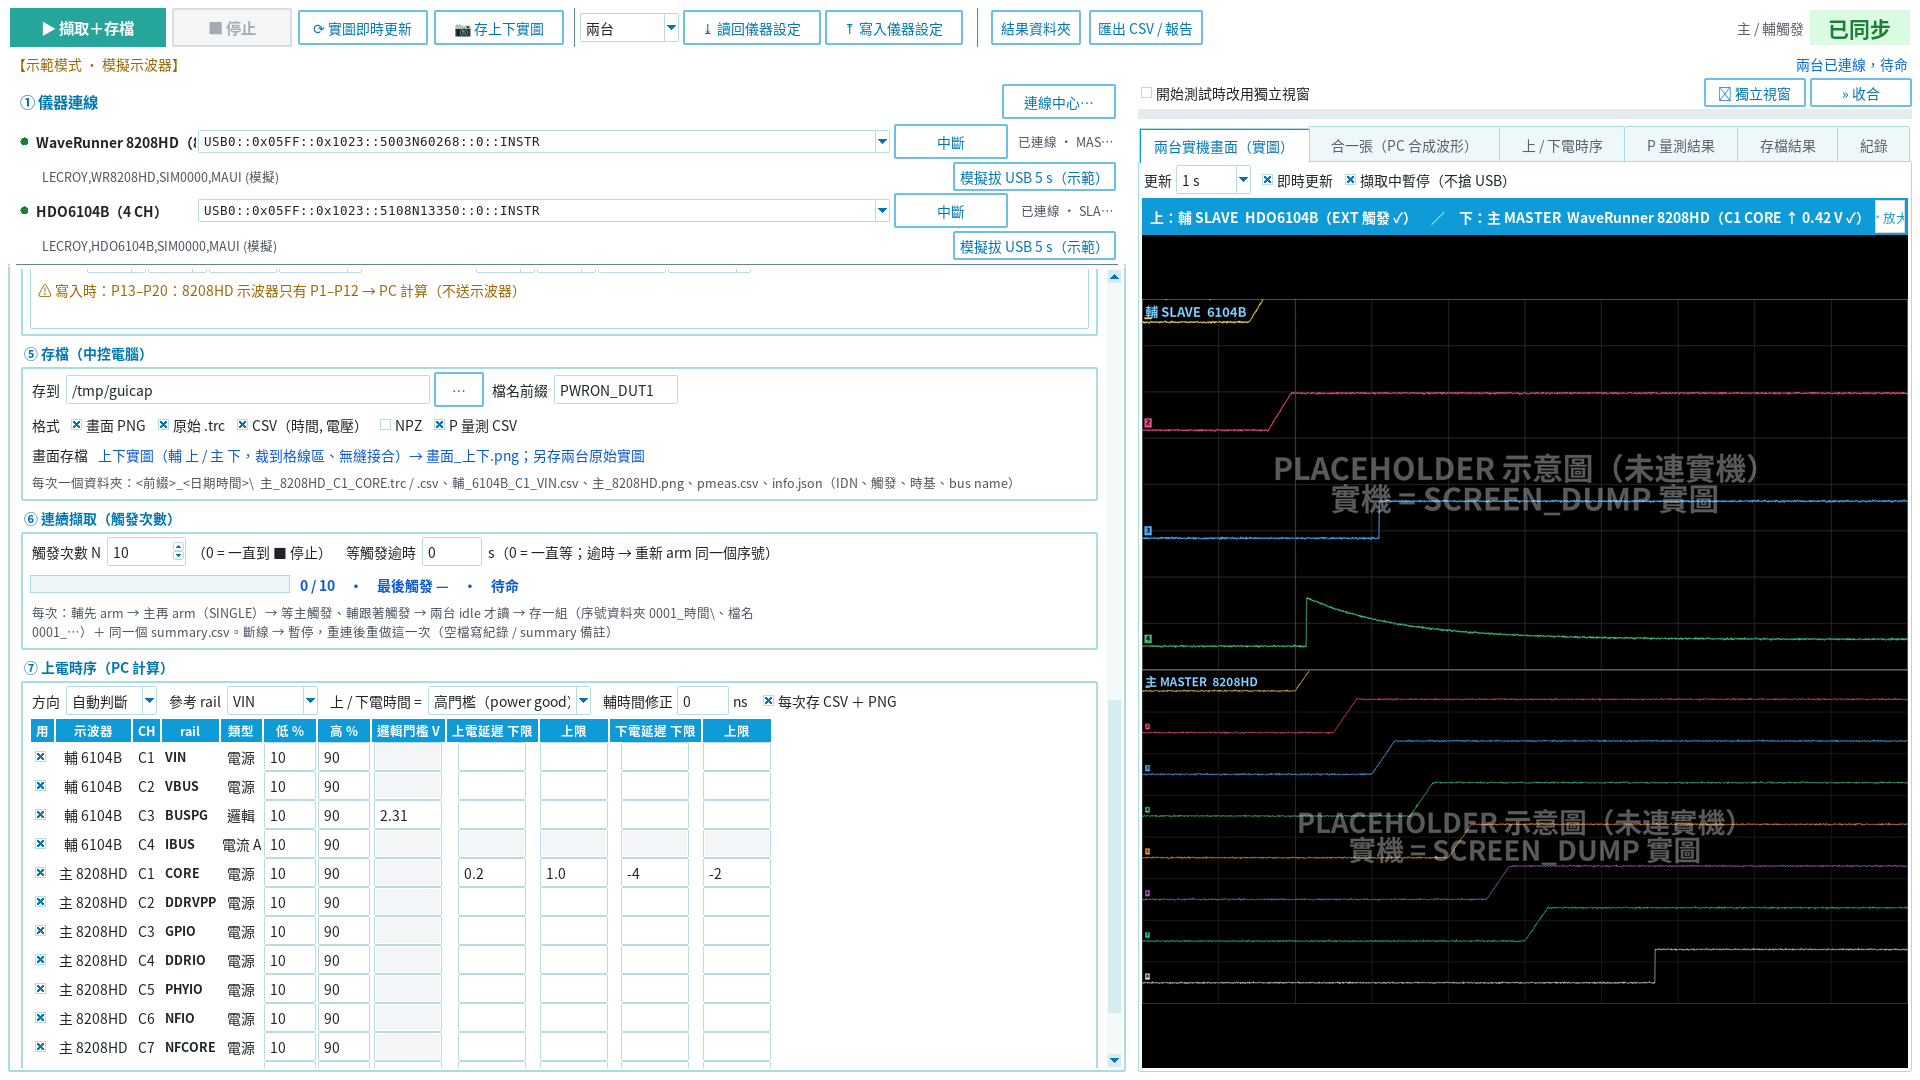 ▶ 擷取＋存檔
■ 停止
⟳ 實圖即時更新
📷 存上下實圖
兩台
⤓ 讀回儀器設定
⤒ 寫入儀器設定
結果資料夾
匯出 CSV / 報告
主 / 輔觸發
已同步
【示範模式 · 模擬示波器】
兩台已連線，待命
① 儀器連線
連線中心…
開始測試時改用獨立視窗
獨立視窗
» 收合
WaveRunner 8208HD（8
USB0::0x05FF::0x1023::5003N60268::0::INSTR
中斷
已連線 · MAS…
LECROY,WR8208HD,SIM0000,MAUI (模擬)
模擬拔 USB 5 s（示範）
HDO6104B（4 CH）
USB0::0x05FF::0x1023::5108N13350::0::INSTR
中斷
已連線 · SLA…
LECROY,HDO6104B,SIM0000,MAUI (模擬)
模擬拔 USB 5 s（示範）
⚠ 寫入時：P13–P20：8208HD 示波器只有 P1–P12 → PC 計算（不送示波器）
⑤ 存檔（中控電腦）
存到 /tmp/guicap … 檔名前綴 PWRON_DUT1
格式 畫面 PNG 原始 .trc CSV（時間, 電壓） NPZ P 量測 CSV
畫面存檔 上下實圖（輔 上 / 主 下，裁到格線區、無縫接合）→ 畫面_上下.png；另存兩台原始實圖
每次一個資料夾：<前綴>_<日期時間>\ 主_8208HD_C1_CORE.trc / .csv、輔_6104B_C1_VIN.csv、主_8208HD.png、pmeas.csv、info.json（IDN、觸發、時基、bus name）
⑥ 連續擷取（觸發次數）
觸發次數 N 10 （0 = 一直到 ■ 停止） 等觸發逾時 0 s（0 = 一直等；逾時 → 重新 arm 同一個序號）
0 / 10 · 最後觸發 — · 待命
每次：輔先 arm → 主再 arm（SINGLE）→ 等主觸發、輔跟著觸發 → 兩台 idle 才讀 → 存一組（序號資料夾 0001_時間\、檔名
0001_…）＋ 同一個 summary.csv。斷線 → 暫停，重連後重做這一次（空檔寫紀錄 / summary 備註）
⑦ 上電時序（PC 計算）
方向 自動判斷 參考 rail VIN 上 / 下電時間 = 高門檻（power good） 輔時間修正 0 ns 每次存 CSV ＋ PNG
用 示波器 CH rail 類型 低 % 高 % 邏輯門檻 V 上電延遲 下限 上限 下電延遲 下限 上限
輔 6104B C1 VIN 電源 10 90
輔 6104B C2 VBUS 電源 10 90
輔 6104B C3 BUSPG 邏輯 10 90 2.31
輔 6104B C4 IBUS 電流 A 10 90
主 8208HD C1 CORE 電源 10 90 0.2 1.0 -4 -2
主 8208HD C2 DDRVPP 電源 10 90
主 8208HD C3 GPIO 電源 10 90
主 8208HD C4 DDRIO 電源 10 90
主 8208HD C5 PHYIO 電源 10 90
主 8208HD C6 NFIO 電源 10 90
主 8208HD C7 NFCORE 電源 10 90
兩台實機畫面（實圖）
合一張（PC 合成波形）
上 / 下電時序
P 量測結果
存檔結果
紀錄
更新 1 s 即時更新 擷取中暫停（不搶 USB）
上：輔 SLAVE HDO6104B（EXT 觸發 ✓） ／ 下：主 MASTER WaveRunner 8208HD（C1 CORE ↑ 0.42 V ✓）
放大
輔 SLAVE 6104B
2
PLACEHOLDER 示意圖（未連實機）
實機 = SCREEN_DUMP 實圖
3
4
主 MASTER 8208HD
PLACEHOLDER 示意圖（未連實機）
實機 = SCREEN_DUMP 實圖